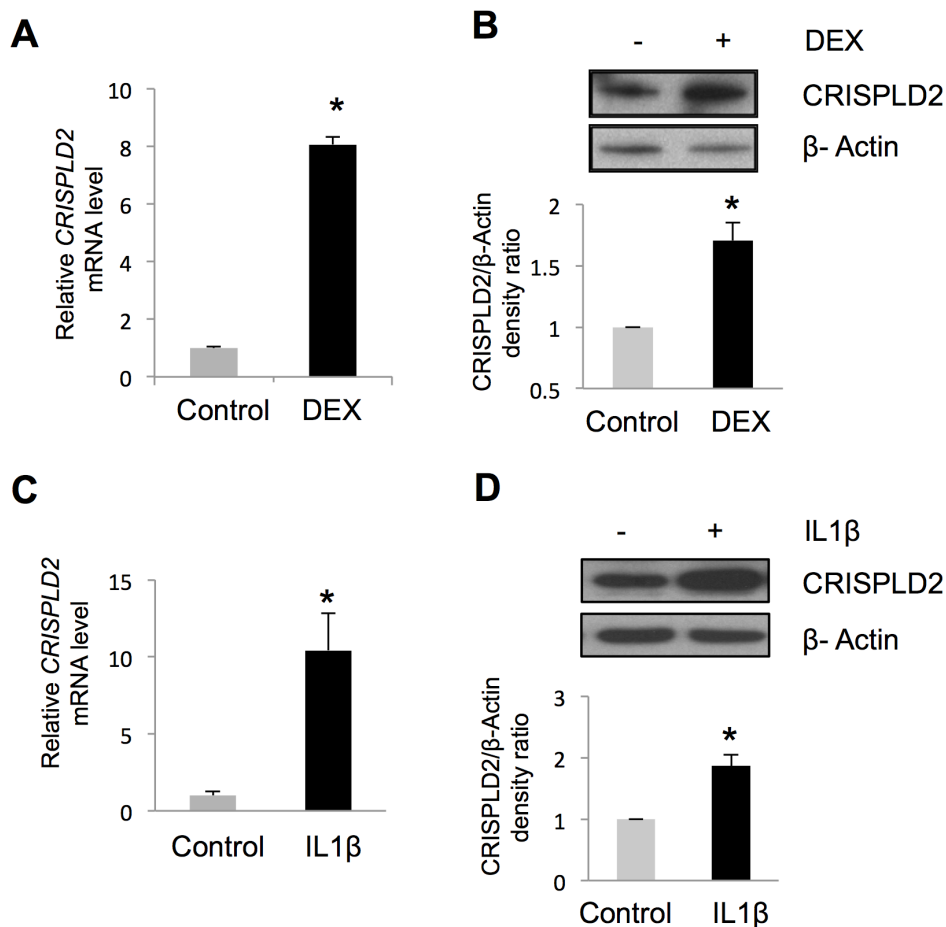 A
Relative CRISPLD2
mRNA level
10
8
6
4
2
0
*
Control
DEX
B
- + DEX
CRISPLD2
β- Actin
CRISPLD2/β-Actin
density ratio
2
1.5
1
0.5
*
Control
DEX
C
Relative CRISPLD2
mRNA level
15
10
5
0
*
Control
IL1β
D
- + IL1β
CRISPLD2
β- Actin
CRISPLD2/β-Actin
density ratio
3
2
1
0
*
Control
IL1β